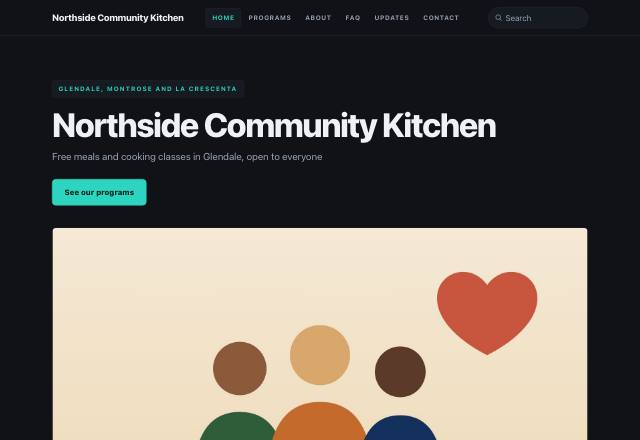 Northside Community Kitchen
HOME PROGRAMS ABOUT FAQ UPDATES CONTACT
Search
GLENDALE, MONTROSE AND LA CRESCENTA
Northside Community Kitchen
Free meals and cooking classes in Glendale, open to everyone
See our programs